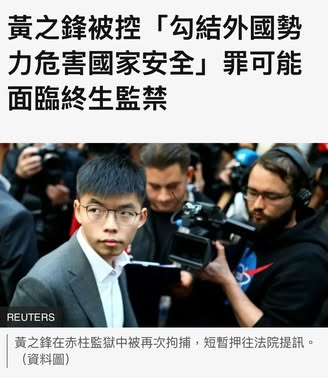 黃之鋒被控「勾結外國勢
力危害國家安全」罪可能
面臨終生監禁
REUTERS
黃之鋒在赤柱監獄中被再次拘捕，短暫押往法院提訊。
（資料圖）